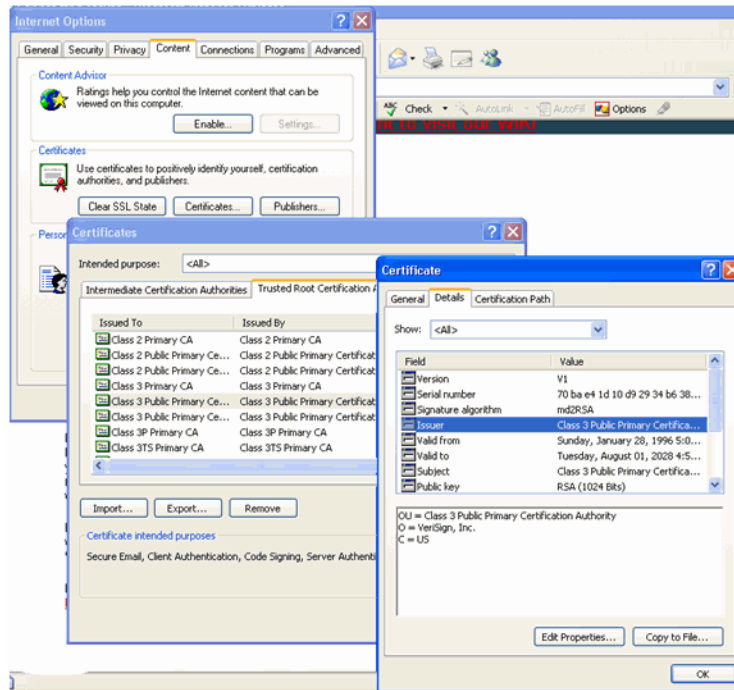 Internet Options
General Security Privacy Content Connections Programs Advanced
Content Advisor
Ratings help you control the Internet content that can be
viewed on this computer.
Enable... Settings...
Certificates
Use certificates to positively identify yourself, certification
authorities, and publishers.
Clear SSL State Certificates... Publishers...
Person
ABC Check AutoLink AutoFill Options
to visit our
Certificates
Intended purpose: <All>
Intermediate Certification Authorities Trusted Root Certification
Issued To Issued By
Class 2 Primary CA Class 2 Primary CA
Class 2 Public Primary Ce... Class 2 Public Primary Certificat
Class 2 Public Primary Ce... Class 2 Public Primary Certificat
Class 3 Primary CA Class 3 Primary CA
Class 3 Public Primary Ce... Class 3 Public Primary Certificat
Class 3 Public Primary Ce... Class 3 Public Primary Certificat
Class 3P Primary CA Class 3P Primary CA
Class 3TS Primary CA Class 3TS Primary CA
Import... Export... Remove
Certificate intended purposes
Secure Email, Client Authentication, Code Signing, Server Authenti
Certificate
General Details Certification Path
Show: <All>
Field Value
Version V1
Serial number 70 ba e4 1d 10 d9 29 34 b6 38...
Signature algorithm md2RSA
Issuer Class 3 Public Primary Certifica...
Valid from Sunday, January 28, 1996 5:0...
Valid to Tuesday, August 01, 2028 4:5...
Subject Class 3 Public Primary Certifica...
Public key RSA (1024 Bits)
OU = Class 3 Public Primary Certification Authority
O = VeriSign, Inc.
C = US
Edit Properties... Copy to File...
OK